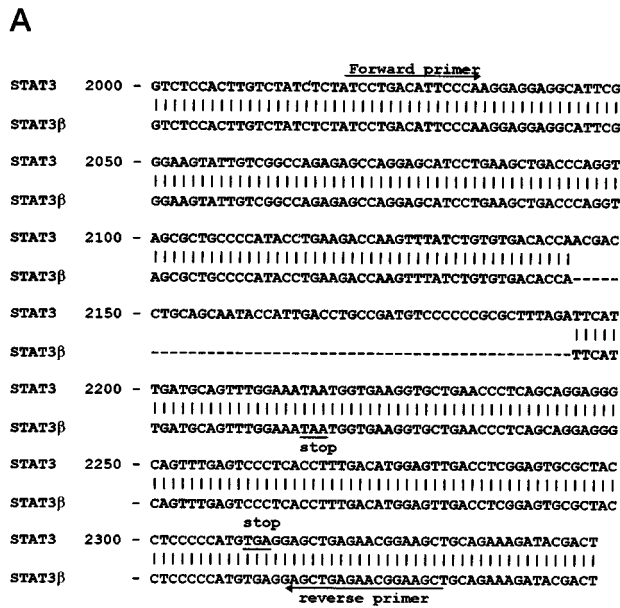 A
Forward primer
STAT3 2000 - GTCTCCACTTGTCTATCTCTATCCTGACATTCCCAAGGAGGAGGCATTCG
STAT3β GTCTCCACTTGTCTATCTCTATCCTGACATTCCCAAGGAGGAGGCATTCG
STAT3 2050 - GGAAGTATTGTCGGCCAGAGAGCCAGGAGCATCCTGAAGCTGACCCAGGT
STAT3β GGAAGTATTGTCGGCCAGAGAGCCAGGAGCATCCTGAAGCTGACCCAGGT
STAT3 2100 - AGCGCTGCCCCATACCTGAAGACCAAGTTTATCTGTGTGACACCAACGAC
STAT3β AGCGCTGCCCCATACCTGAAGACCAAGTTTATCTGTGTGACACCA-----
STAT3 2150 - CTGCAGCAATACCATTGACCTGCCGATGTCCCCCCGCGCTTTAGATTCAT
STAT3β ---------------------------------------------TTCAT
STAT3 2200 - TGATGCAGTTTGGAAATAATGGTGAAGGTGCTGAACCCTCAGCAGGAGGG
STAT3β TGATGCAGTTTGGAAATAATGGTGAAGGTGCTGAACCCTCAGCAGGAGGG
stop
STAT3 2250 - CAGTTTGAGTCCCTCACCTTTGACATGGAGTTGACCTCGGAGTGCGCTAC
STAT3β - CAGTTTGAGTCCCTCACCTTTGACATGGAGTTGACCTCGGAGTGCGCTAC
stop
STAT3 2300 - CTCCCCCATGTGAGGAGCTGAGAACGGAAGCTGCAGAAAGATACGACT
STAT3β - CTCCCCCATGTGAGGAGCTGAGAACGGAAGCTGCAGAAAGATACGACT
reverse primer